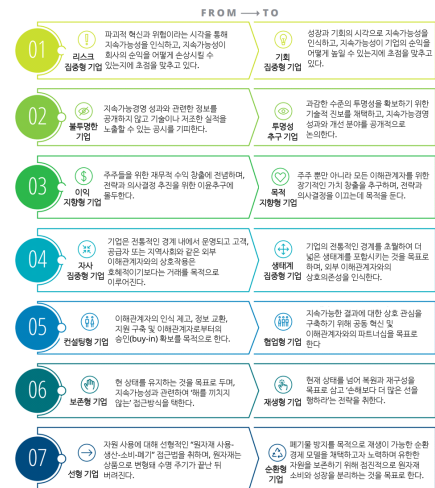 FROM → TO
01
리스크
집중형 기업
파괴적 혁신과 위험이라는 시각을 통해
지속가능성을 인식하고, 지속가능성이
회사의 순익을 어떻게 손상시킬 수
있는지에 초점을 맞추고 있다.
기회
집중형 기업
성장과 기회의 시각으로 지속가능성을
인식하고, 지속가능성이 기업의 순익을
어떻게 높일 수 있는지에 초점을 맞추고
있다.
02
불투명한
기업
지속가능경영 성과와 관련한 정보를
공개하지 않고 기술이나 저조한 실적을
노출할 수 있는 공시를 기피한다.
투명성
추구 기업
과감한 수준의 투명성을 확보하기 위한
기술적 진보를 채택하고, 지속가능경영
성과와 개선 분야를 공개적으로
논의한다.
03
이익
지향형 기업
주주들을 위한 재무적 수익 창출에 전념하며,
전략과 의사결정 추진을 위한 이윤추구에
몰두한다.
목적
지향형 기업
주주 뿐만 아니라 모든 이해관계자를 위한
장기적인 가치 창출을 추구하며, 전략과
의사결정을 이끄는데 목적을 둔다.
04
자사
집중형 기업
기업은 전통적인 경계 내에서 운영되고 고객,
공급자 또는 지역사회와 같은 외부
이해관계자와의 상호작용은
호혜적이기보다는 거래를 목적으로
이루어진다.
생태계
집중형 기업
기업의 전통적인 경계를 초월하여 더
넓은 생태계를 포함시키는 것을 목표로
하며, 외부 이해관계자와의
상호의존성을 인식한다.
05
컨설팅형 기업
이해관계자의 인식 제고, 정보 교환,
지원 구축 및 이해관계자로부터의
승인(buy-in) 확보를 목적으로 한다.
협업형 기업
지속가능한 결과에 대한 상호 관심을
구축하기 위해 공동 혁신 및
이해관계자와의 파트너십을 목표로
한다
06
보존형 기업
현 상태를 유지하는 것을 목표로 두며,
지속가능성과 관련하여 '해를 끼치지
않는' 접근방식을 택한다.
재생형 기업
현재 상태를 넘어 복원과 재구성을
목표로 삼고 '손해보다 더 많은 선을
행하라'는 전략을 취한다.
07
선형 기업
자원 사용에 대해 선형적인 "원자재 사용-
생산-소비-폐기" 접근법을 취하며, 원자재는
상품으로 변형돼 수명 주기가 끝난 뒤
버려진다.
순환형
기업
폐기물 방지를 목적으로 재생이 가능한 순환
경제 모델을 채택하고자 노력하며 유한한
자원을 보존하기 위해 점진적으로 원자재
소비와 성장을 분리하는 것을 목표로 한다.